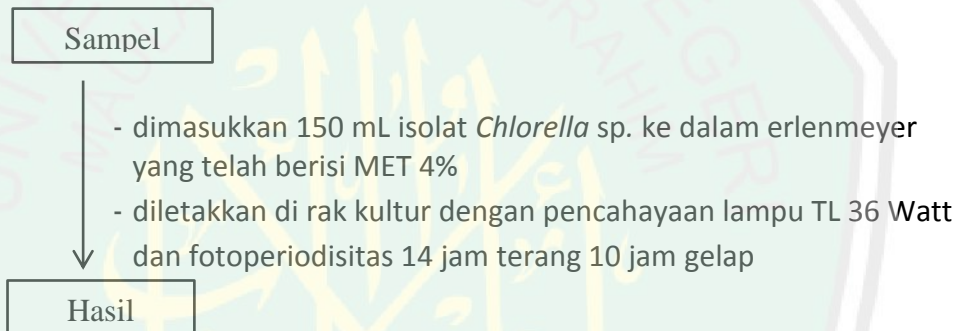 Sampel
- dimasukkan 150 mL isolat Chlorella sp. ke dalam erlenmeyer
yang telah berisi MET 4%
- diletakkan di rak kultur dengan pencahayaan lampu TL 36 Watt
dan fotoperiodisitas 14 jam terang 10 jam gelap
Hasil